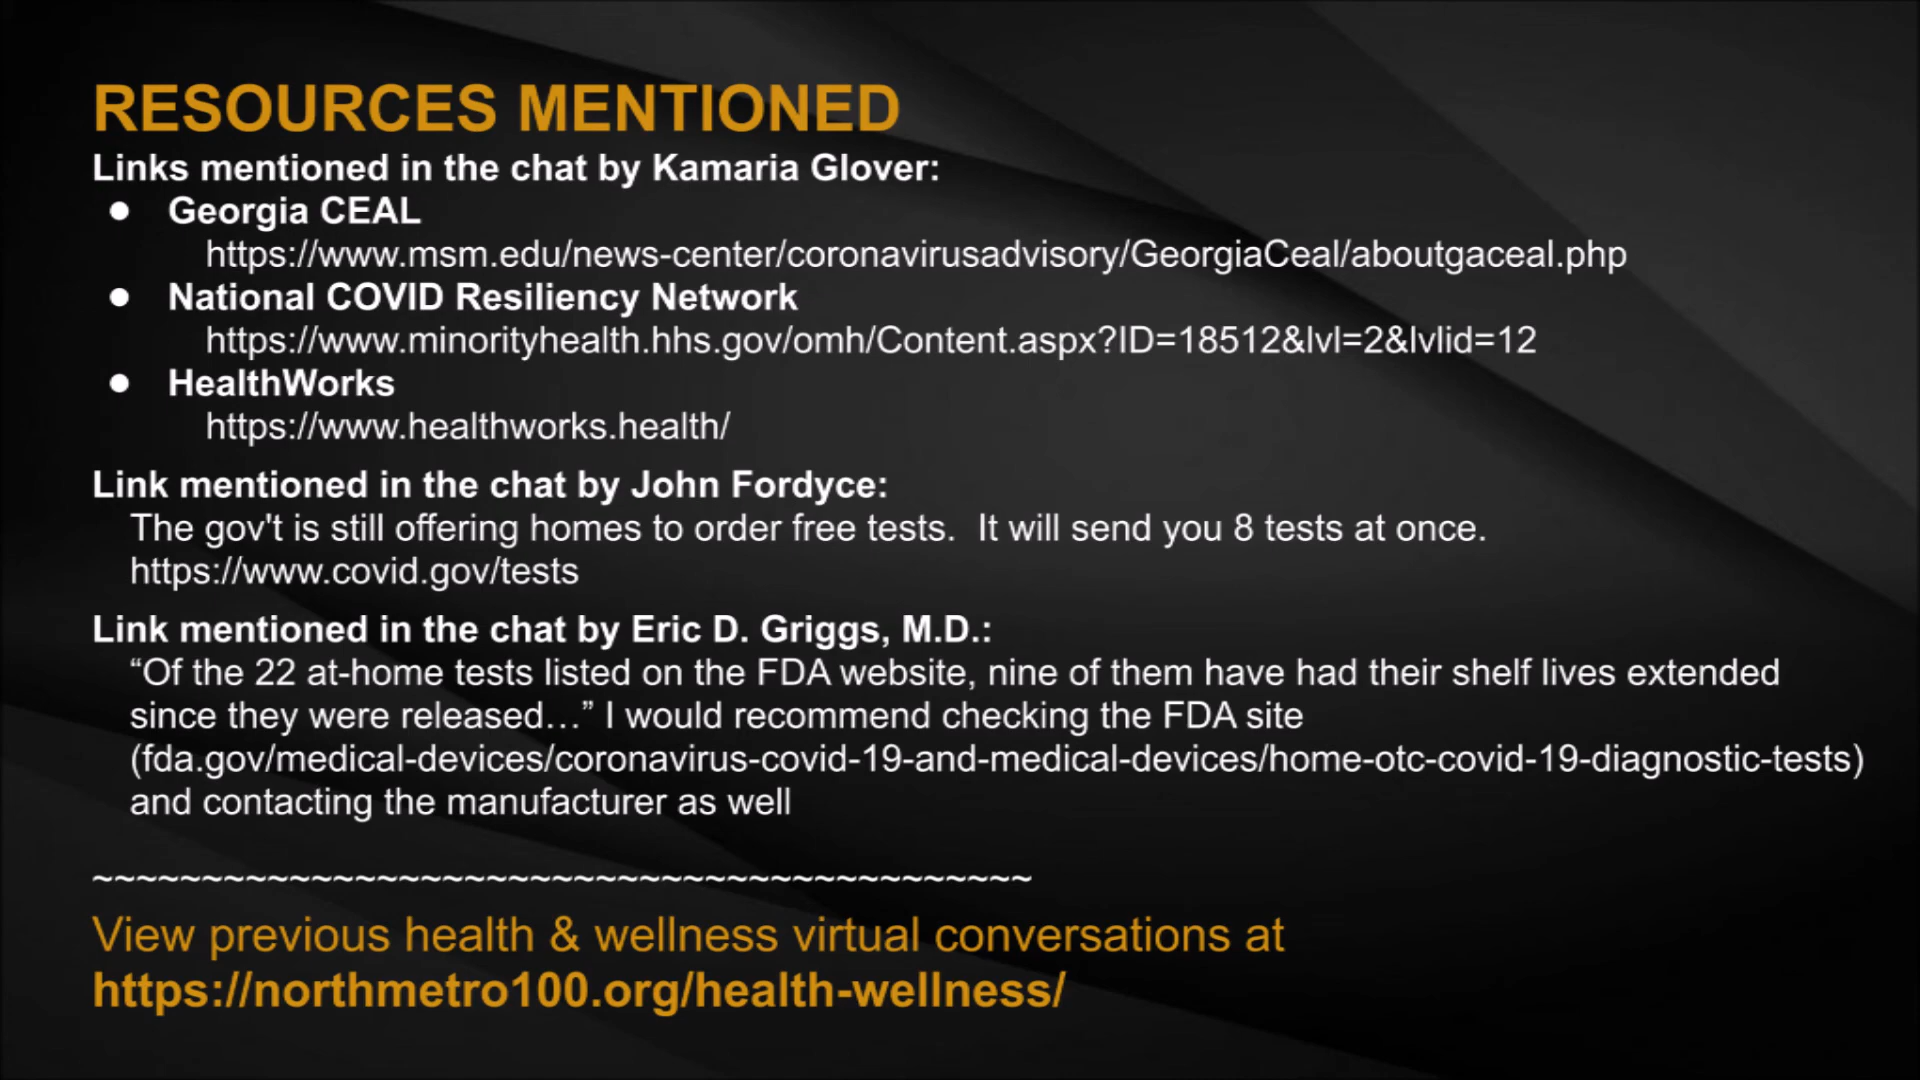 RESOURCES MENTIONED
Links mentioned in the chat by Kamaria Glover:
● Georgia CEAL
https://www.msm.edu/news-center/coronavirusadvisory/GeorgiaCeal/aboutgaceal.php
● National COVID Resiliency Network
https://www.minorityhealth.hhs.gov/omh/Content.aspx?ID=18512&lvl=2&lvlid=12
● HealthWorks
https://www.healthworks.health/
Link mentioned in the chat by John Fordyce:
The gov't is still offering homes to order free tests.  It will send you 8 tests at once.
https://www.covid.gov/tests
Link mentioned in the chat by Eric D. Griggs, M.D.:
“Of the 22 at-home tests listed on the FDA website, nine of them have had their shelf lives extended
since they were released…” I would recommend checking the FDA site
(fda.gov/medical-devices/coronavirus-covid-19-and-medical-devices/home-otc-covid-19-diagnostic-tests)
and contacting the manufacturer as well
~~~~~~~~~~~~~~~~~~~~~~~~~~~~~~~~~~~~~~~~~~~
View previous health & wellness virtual conversations at
https://northmetro100.org/health-wellness/